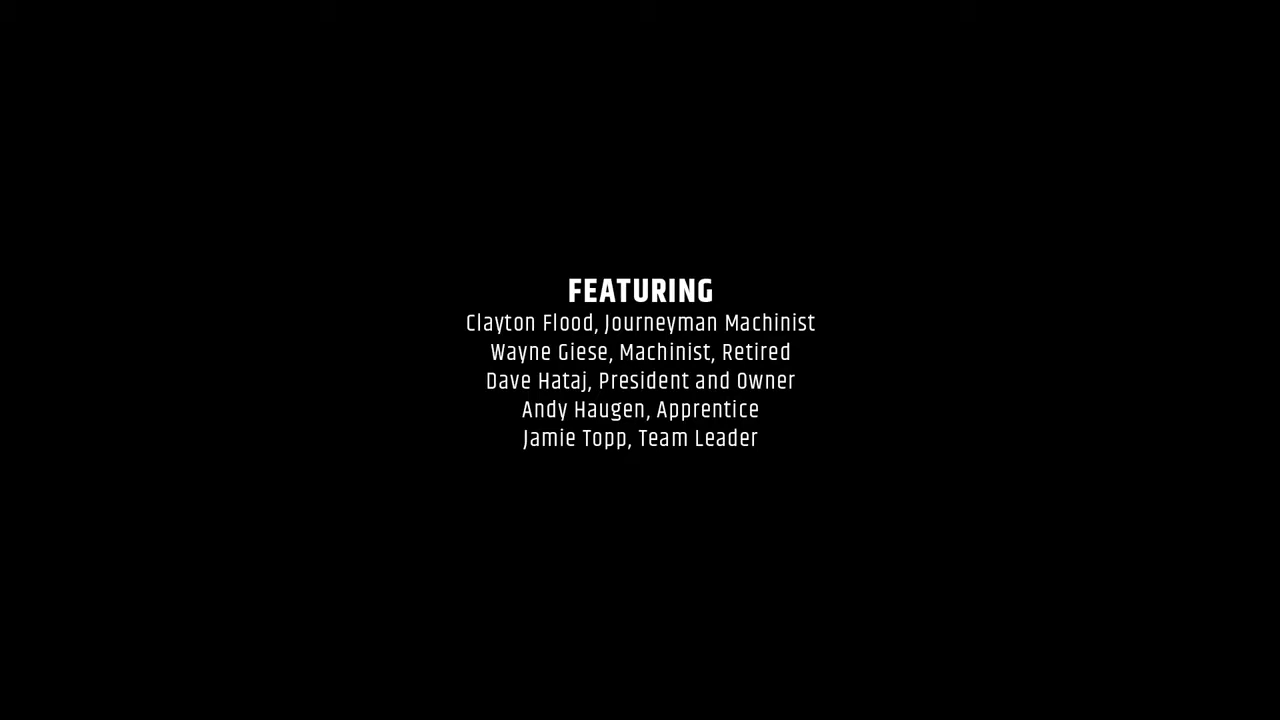 FEATURING
Clayton Flood, Journeyman Machinist
Wayne Giese, Machinist, Retired
Dave Hataj, President and Owner
Andy Haugen, Apprentice
Jamie Topp, Team Leader